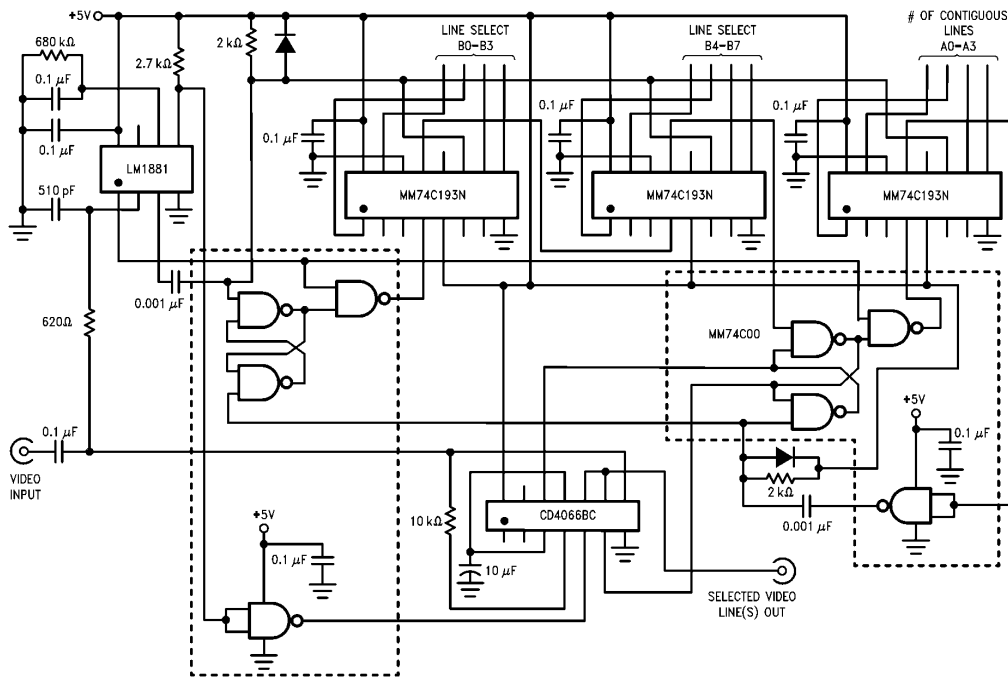 +5V
680 kΩ
0.1 μF
0.1 μF
2.7 kΩ
2 kΩ
LM1881
510 pF
620Ω
0.001 μF
LINE SELECT
B0–B3
0.1 μF
MM74C193N
LINE SELECT
B4–B7
0.1 μF
MM74C193N
# OF CONTIGUOUS
LINES
A0–A3
0.1 μF
MM74C193N
MM74C00
+5V
0.1 μF
2 kΩ
0.001 μF
0.1 μF
VIDEO
INPUT
10 kΩ
CD4066BC
10 μF
+5V
0.1 μF
SELECTED VIDEO
LINE(S) OUT